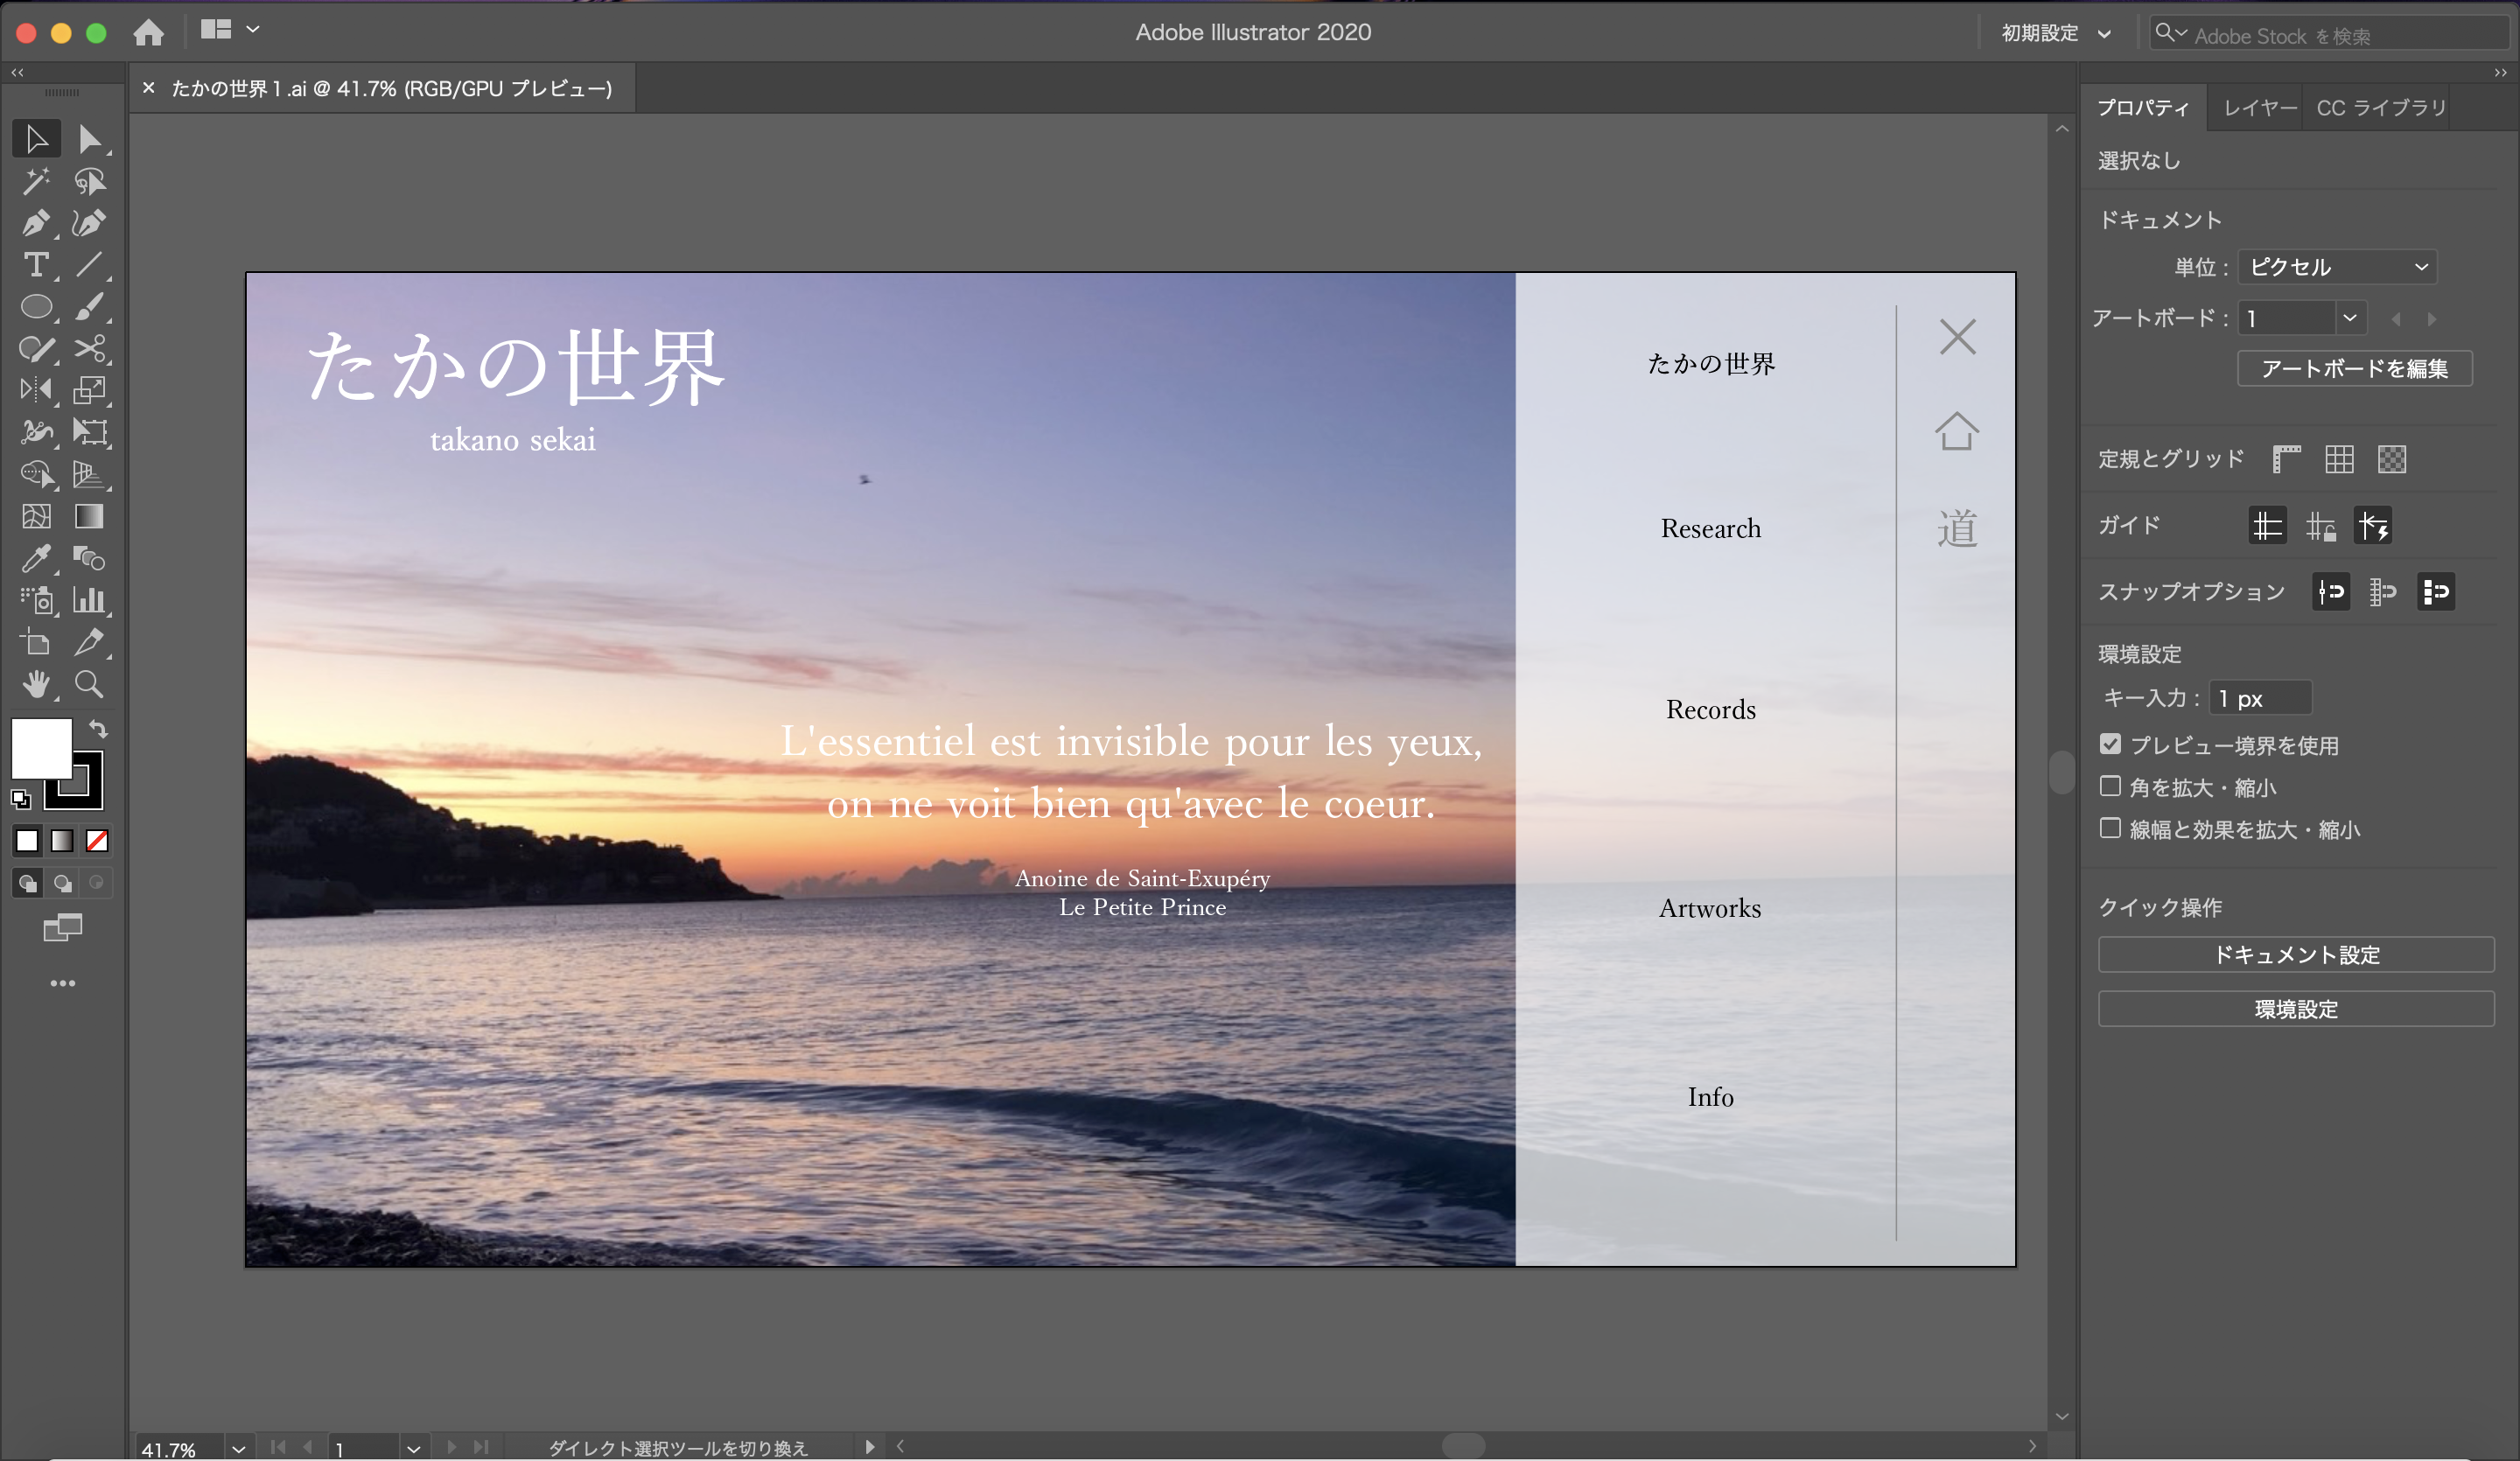 Adobe Illustrator 2020
初期設定
Adobe Stock を検索
たかの世界1.ai @ 41.7% (RGB/GPU プレビュー)
たかの世界
takano sekai
L'essentiel est invisible pour les yeux,
on ne voit bien qu'avec le coeur.
Anoine de Saint-Exupéry
Le Petite Prince
たかの世界
Research
Records
Artworks
Info
道
プロパティ
レイヤー
CC ライブラリ
選択なし
ドキュメント
単位 : ピクセル
アートボード : 1
アートボードを編集
定規とグリッド
ガイド
スナップオプション
環境設定
キー入力 : 1 px
プレビュー境界を使用
角を拡大・縮小
線幅と効果を拡大・縮小
クイック操作
ドキュメント設定
環境設定
41.7%
1
ダイレクト選択ツールを切り換え